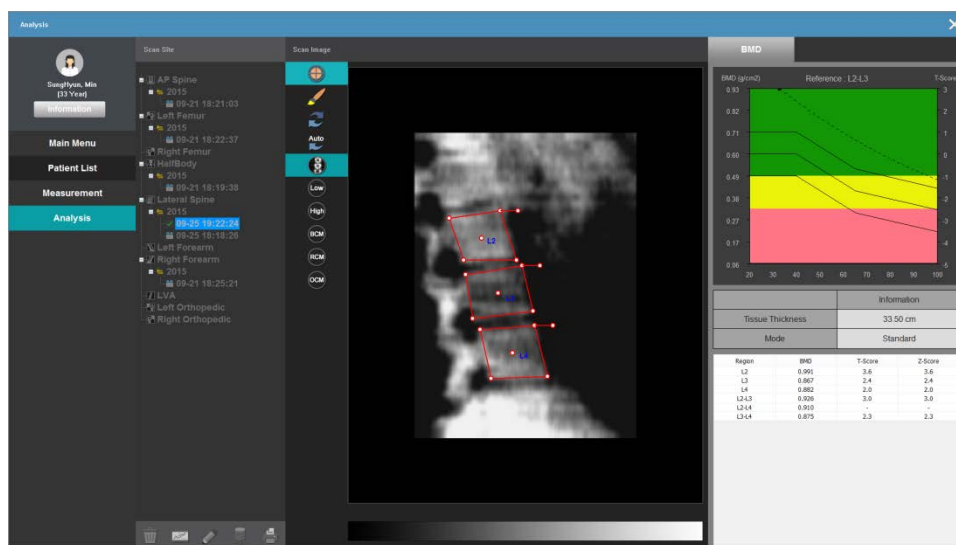 Analysis
SungHyun, Min
(33 Year)
Information
Main Menu
Patient List
Measurement
Analysis
Scan Site
AP Spine
2015
09-21 18:21:03
Left Femur
2015
09-21 18:22:37
Right Femur
HalfBody
2015
09-21 18:19:38
Lateral Spine
2015
09-25 19:22:24
09-25 18:18:26
Left Forearm
Right Forearm
2015
09-21 18:25:21
LVA
Left Orthopedic
Right Orthopedic
Scan Image
Auto
Low
High
BCM
RCM
OCM
L2
L3
L4
BMD
BMD (g/cm2) Reference : L2-L3 T-Score
0.93 3
0.82 2
0.71 1
0.60 0
0.49 -1
0.38 -2
0.27 -3
0.17 -4
0.06 -5
20 30 40 50 60 70 80 90 100
Information
Tissue Thickness 33.50 cm
Mode Standard
Region BMD T-Score Z-Score
L2 0.991 3.6 3.6
L3 0.867 2.4 2.4
L4 0.882 2.0 2.0
L2-L3 0.926 3.0 3.0
L2-L4 0.910 - -
L3-L4 0.875 2.3 2.3